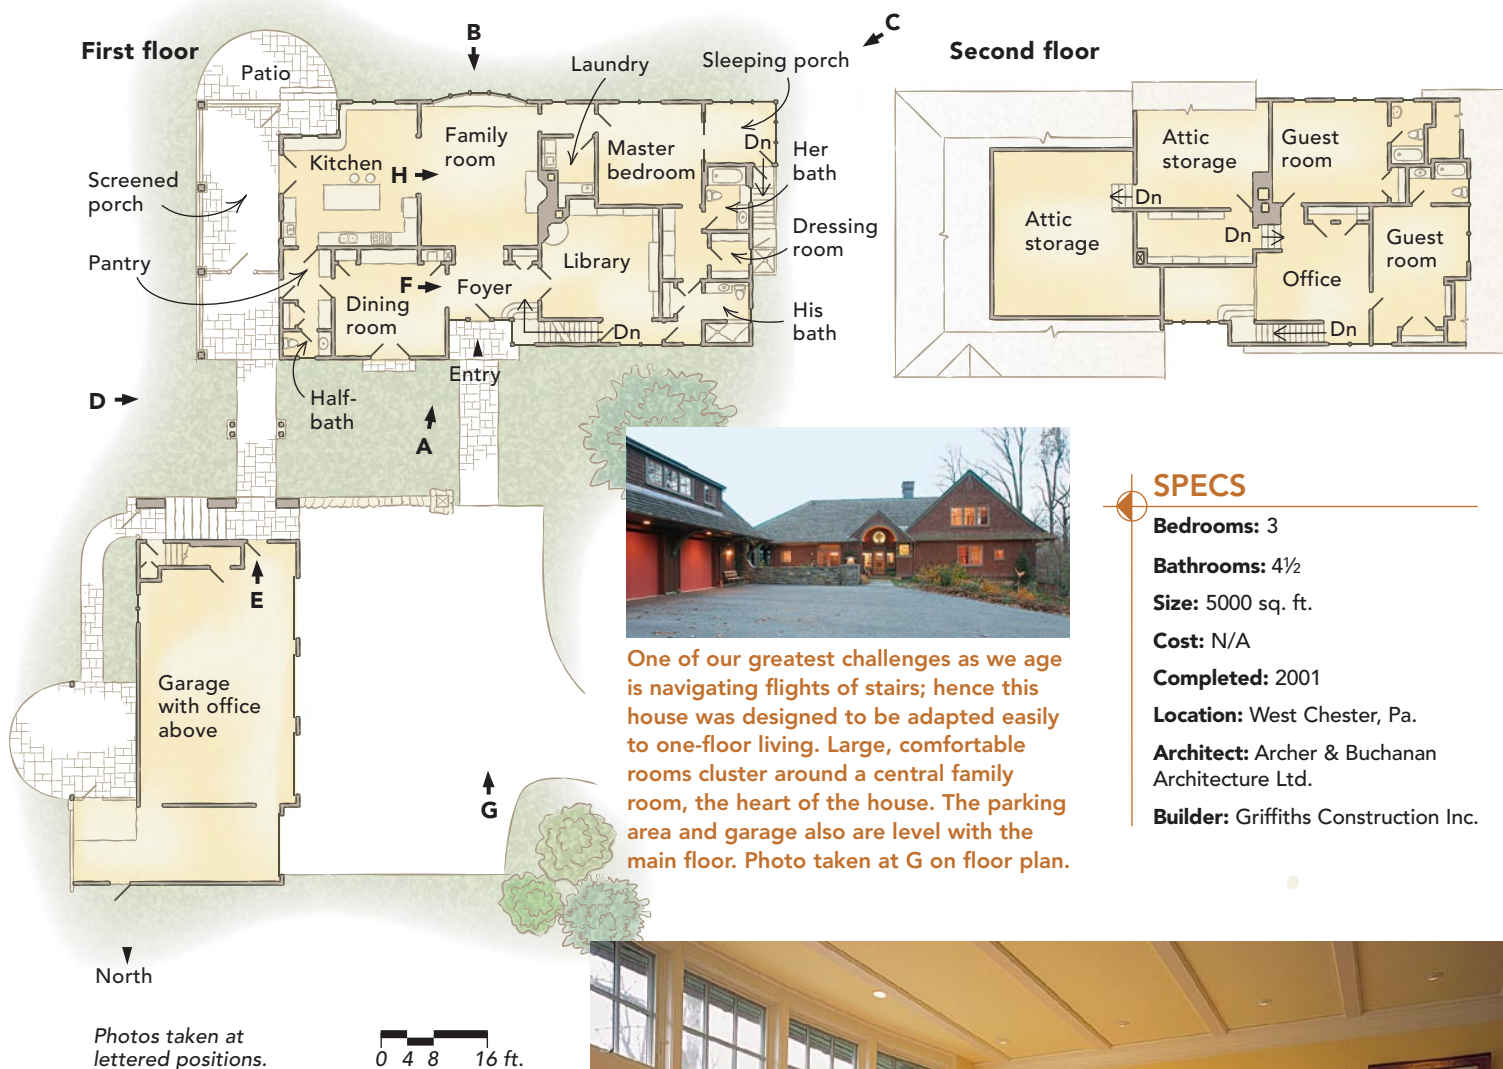 First floor
B
C
Second floor
Patio
Laundry
Sleeping porch
Screened
porch
Kitchen
H
Family
room
Master
bedroom
Dn
Her
bath
Dressing
room
Pantry
F
Foyer
Library
Dining
room
Dn
His
bath
Entry
Half-
bath
D
A
Attic
storage
Guest
room
Dn
Attic
storage
Dn
Guest
room
Office
Dn
E
Garage
with office
above
G
North
Photos taken at
lettered positions.
0 4 8 16 ft.
One of our greatest challenges as we age
is navigating flights of stairs; hence this
house was designed to be adapted easily
to one-floor living. Large, comfortable
rooms cluster around a central family
room, the heart of the house. The parking
area and garage also are level with the
main floor. Photo taken at G on floor plan.
SPECS
Bedrooms: 3
Bathrooms: 4½
Size: 5000 sq. ft.
Cost: N/A
Completed: 2001
Location: West Chester, Pa.
Architect: Archer & Buchanan
Architecture Ltd.
Builder: Griffiths Construction Inc.